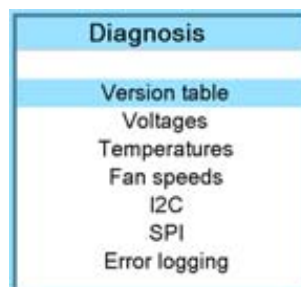 Diagnosis
Version table
Voltages
Temperatures
Fan speeds
I2C
SPI
Error logging